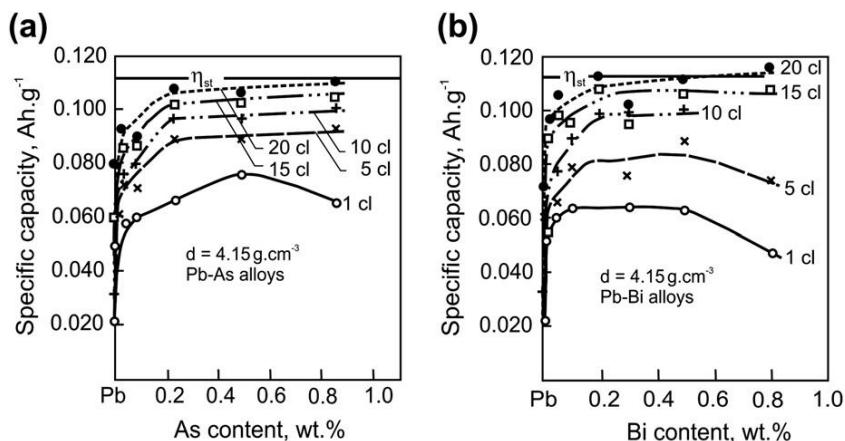 (a)
Specific capacity, Ah.g⁻¹
0.120
0.100
0.080
0.060
0.040
0.020
ηst
20 cl
15 cl
10 cl
5 cl
1 cl
d = 4.15 g.cm⁻³
Pb-As alloys
Pb 0.2 0.4 0.6 0.8 1.0
As content, wt.%
(b)
Specific capacity, Ah.g⁻¹
0.120
0.100
0.080
0.060
0.040
0.020
ηst
20 cl
15 cl
10 cl
5 cl
1 cl
d = 4.15 g.cm⁻³
Pb-Bi alloys
Pb 0.2 0.4 0.6 0.8 1.0
Bi content, wt.%